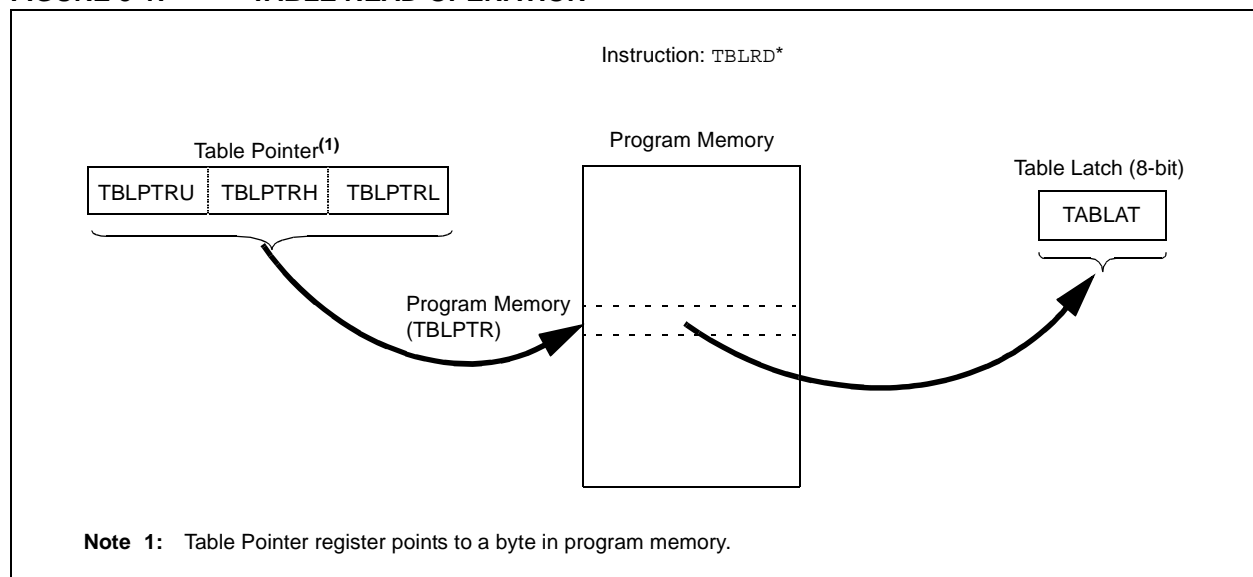 Instruction: TBLRD*
Table Pointer(1)
TBLPTRU TBLPTRH TBLPTRL
Program Memory
Table Latch (8-bit)
TABLAT
Program Memory
(TBLPTR)
Note 1: Table Pointer register points to a byte in program memory.